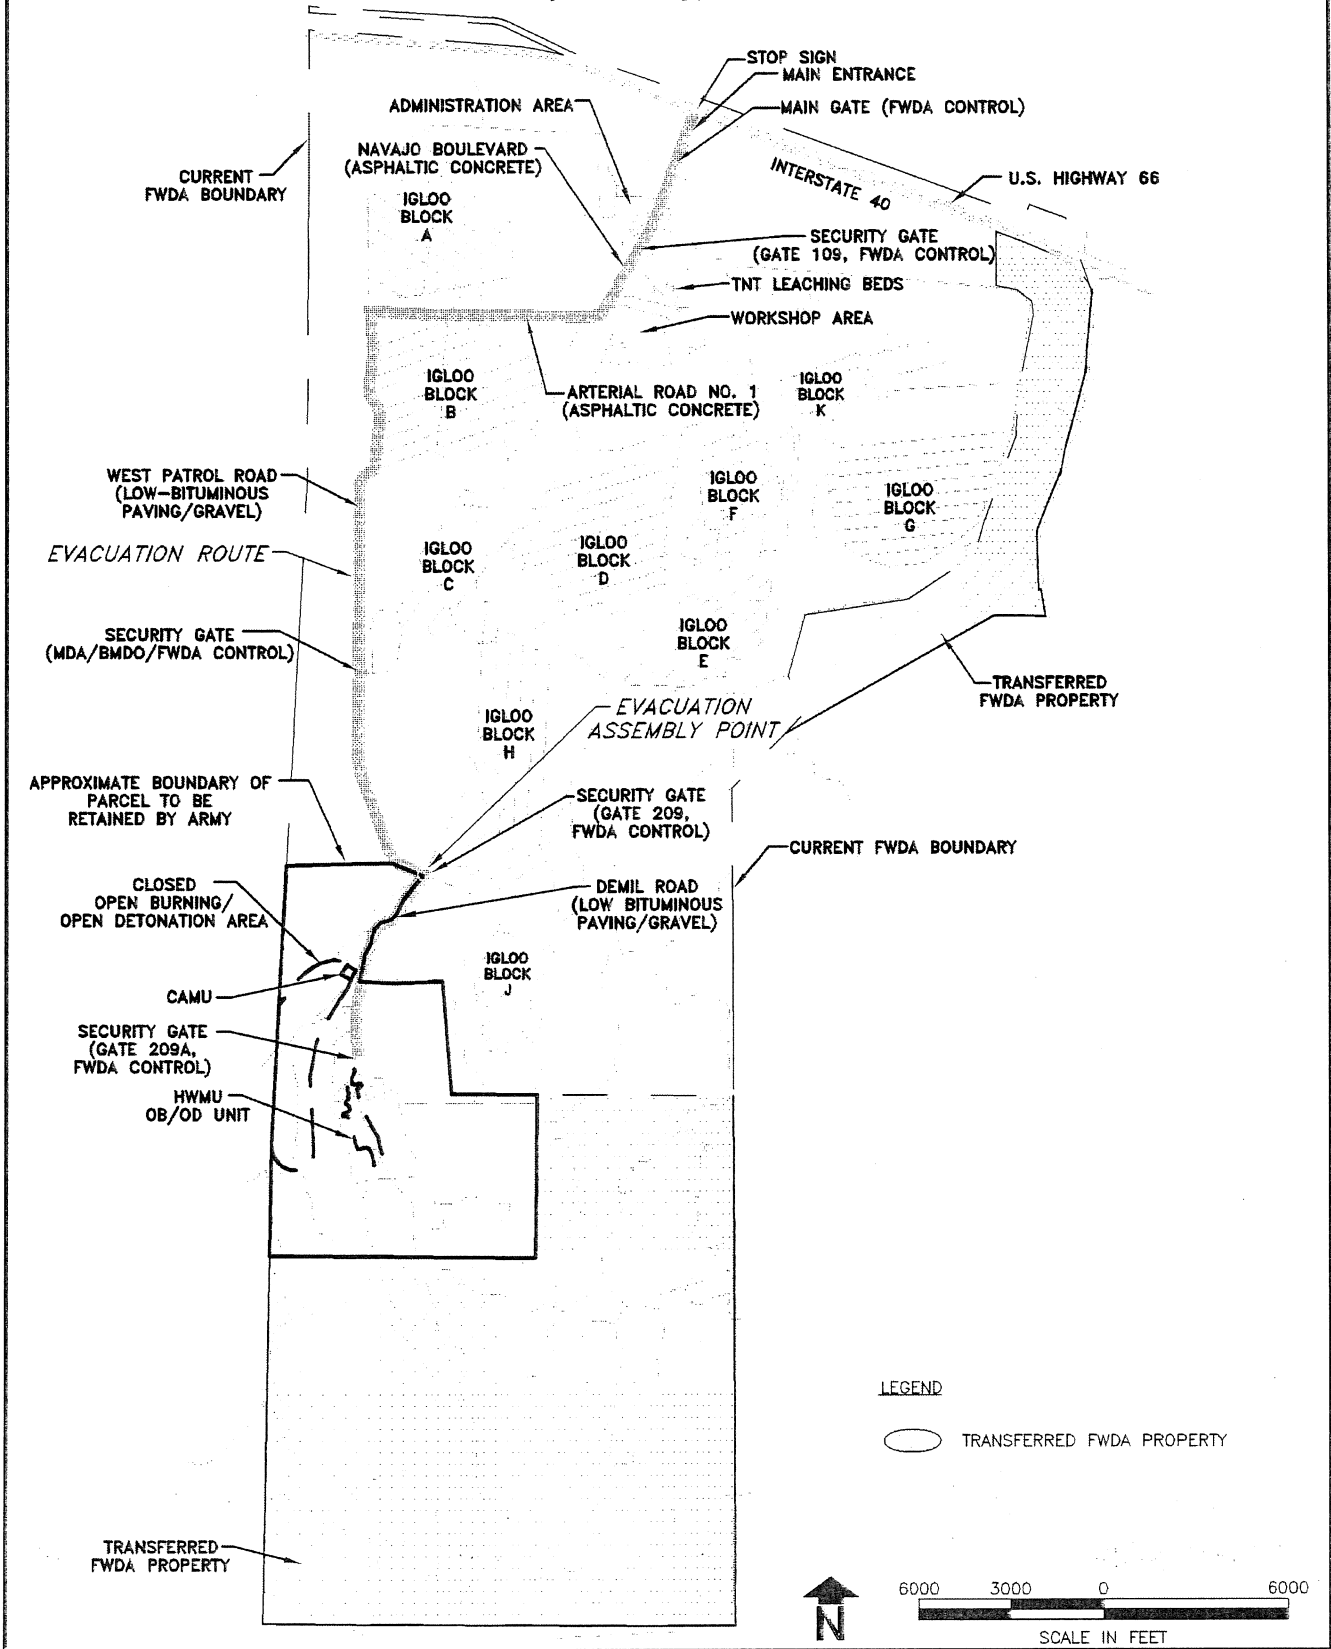 STOP SIGN
MAIN ENTRANCE
ADMINISTRATION AREA
MAIN GATE (FWDA CONTROL)
NAVAJO BOULEVARD
(ASPHALTIC CONCRETE)
CURRENT
FWDA BOUNDARY
INTERSTATE 40
U.S. HIGHWAY 66
IGLOO
BLOCK
A
SECURITY GATE
(GATE 109, FWDA CONTROL)
TNT LEACHING BEDS
WORKSHOP AREA
IGLOO
BLOCK
B
ARTERIAL ROAD NO. 1
(ASPHALTIC CONCRETE)
IGLOO
BLOCK
K
WEST PATROL ROAD
(LOW-BITUMINOUS
PAVING/GRAVEL)
IGLOO
BLOCK
F
IGLOO
BLOCK
G
EVACUATION ROUTE
IGLOO
BLOCK
C
IGLOO
BLOCK
D
SECURITY GATE
(MDA/BMDO/FWDA CONTROL)
IGLOO
BLOCK
E
TRANSFERRED
FWDA PROPERTY
IGLOO
BLOCK
H
EVACUATION
ASSEMBLY POINT
APPROXIMATE BOUNDARY OF
PARCEL TO BE
RETAINED BY ARMY
SECURITY GATE
(GATE 209,
FWDA CONTROL)
CURRENT FWDA BOUNDARY
CLOSED
OPEN BURNING/
OPEN DETONATION AREA
DEMIL ROAD
(LOW BITUMINOUS
PAVING/GRAVEL)
IGLOO
BLOCK
J
CAMU
SECURITY GATE
(GATE 209A,
FWDA CONTROL)
HWMU
OB/OD UNIT
LEGEND
TRANSFERRED FWDA PROPERTY
TRANSFERRED
FWDA PROPERTY
N
6000 3000 0 6000
SCALE IN FEET